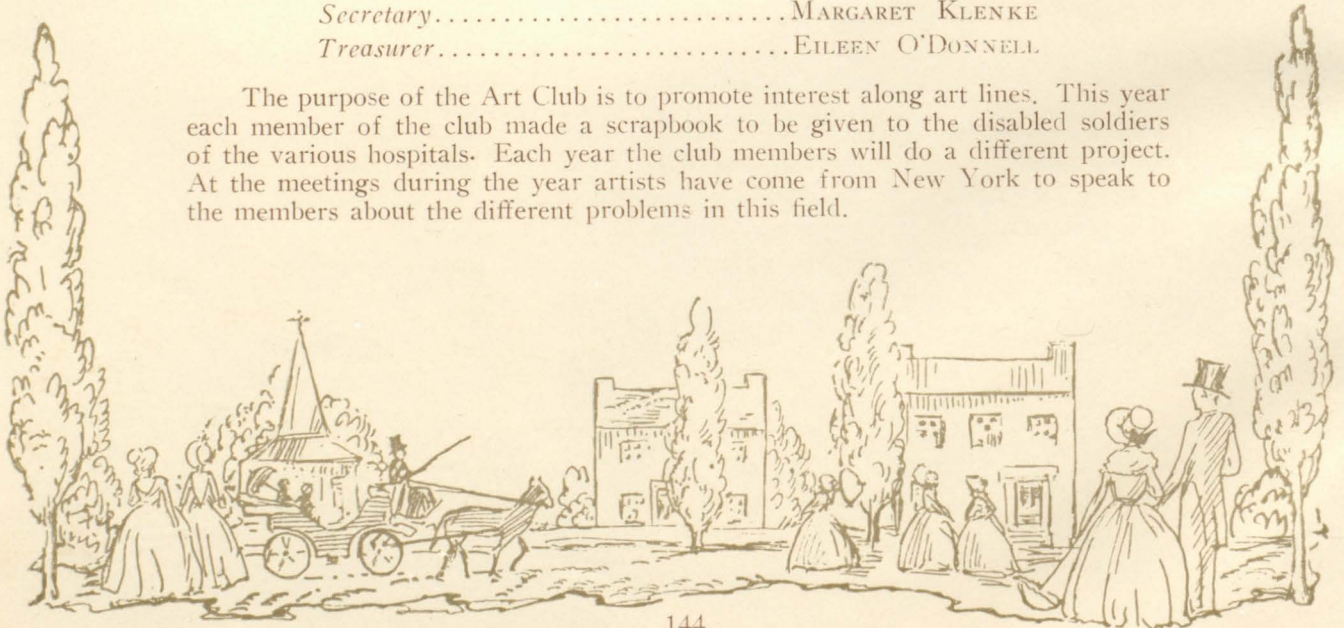 Secretary............................MARGARET KLENKE
Treasurer............................EILEEN O'DONNELL
The purpose of the Art Club is to promote interest along art lines. This year
each member of the club made a scrapbook to be given to the disabled soldiers
of the various hospitals. Each year the club members will do a different project.
At the meetings during the year artists have come from New York to speak to
the members about the different problems in this field.
144